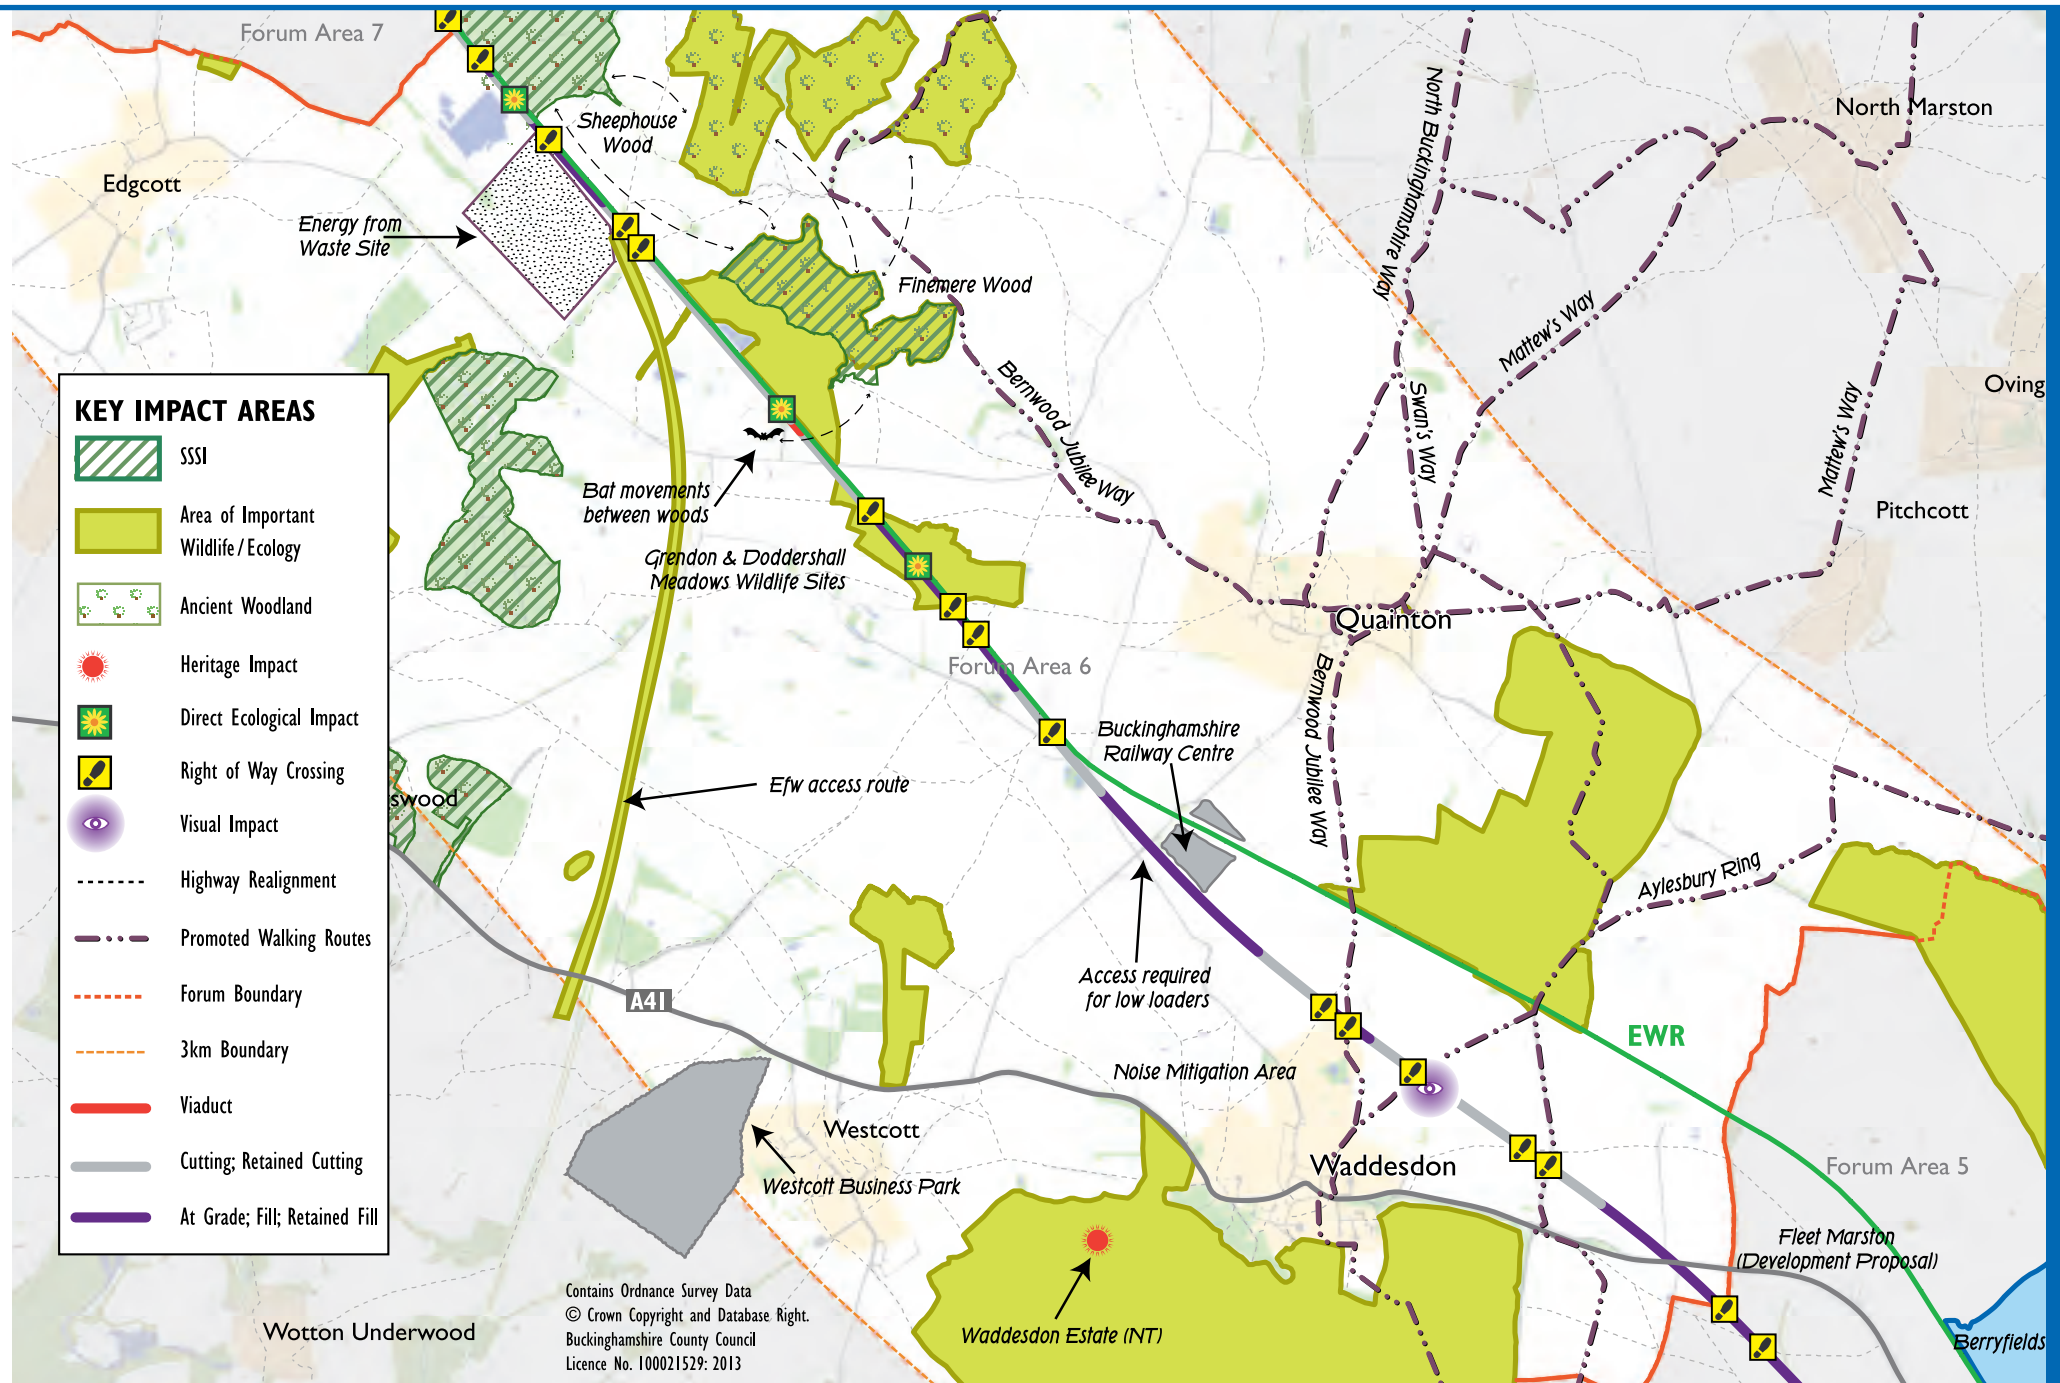 Forum Area 7
Sheephouse
Wood
Edgcott
Energy from
Waste Site
Finemere Wood
North Buckinghamshire Way
North Marston
Mattew's Way
Swan's Way
Mattew's Way
Oving
Pitchcott
Bernwood Jubilee Way
Bat movements
between woods
Grendon & Doddershall
Meadows Wildlife Sites
Quainton
Forum Area 6
Bernwood Jubilee Way
Buckinghamshire
Railway Centre
Efw access route
swood
Aylesbury Ring
Access required
for low loaders
A41
EWR
Noise Mitigation Area
Westcott
Westcott Business Park
Waddesdon
Forum Area 5
Fleet Marston
(Development Proposal)
Waddesdon Estate (NT)
Berryfields
Wotton Underwood
KEY IMPACT AREAS
SSSI
Area of Important
Wildlife/Ecology
Ancient Woodland
Heritage Impact
Direct Ecological Impact
Right of Way Crossing
Visual Impact
Highway Realignment
Promoted Walking Routes
Forum Boundary
3km Boundary
Viaduct
Cutting; Retained Cutting
At Grade; Fill; Retained Fill
Contains Ordnance Survey Data
© Crown Copyright and Database Right.
Buckinghamshire County Council
Licence No. 100021529: 2013